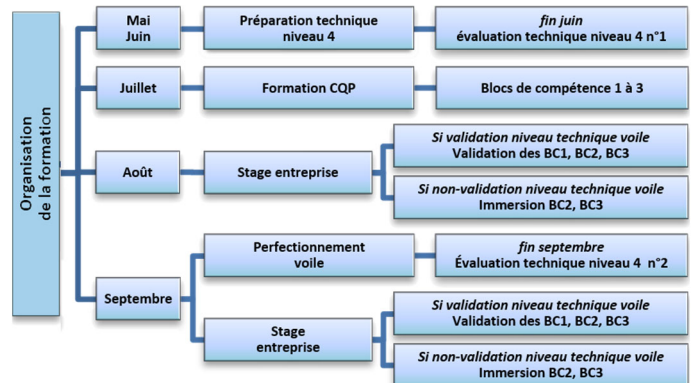 Organisation
de la formation
Mai
Juin
Préparation technique
niveau 4
fin juin
évaluation technique niveau 4 n°1
Juillet
Formation CQP
Blocs de compétence 1 à 3
Août
Stage entreprise
Si validation niveau technique voile
Validation des BC1, BC2, BC3
Si non-validation niveau technique voile
Immersion BC2, BC3
Septembre
Perfectionnement
voile
fin septembre
Évaluation technique niveau 4 n°2
Stage
entreprise
Si validation niveau technique voile
Validation des BC1, BC2, BC3
Si non-validation niveau technique voile
Immersion BC2, BC3